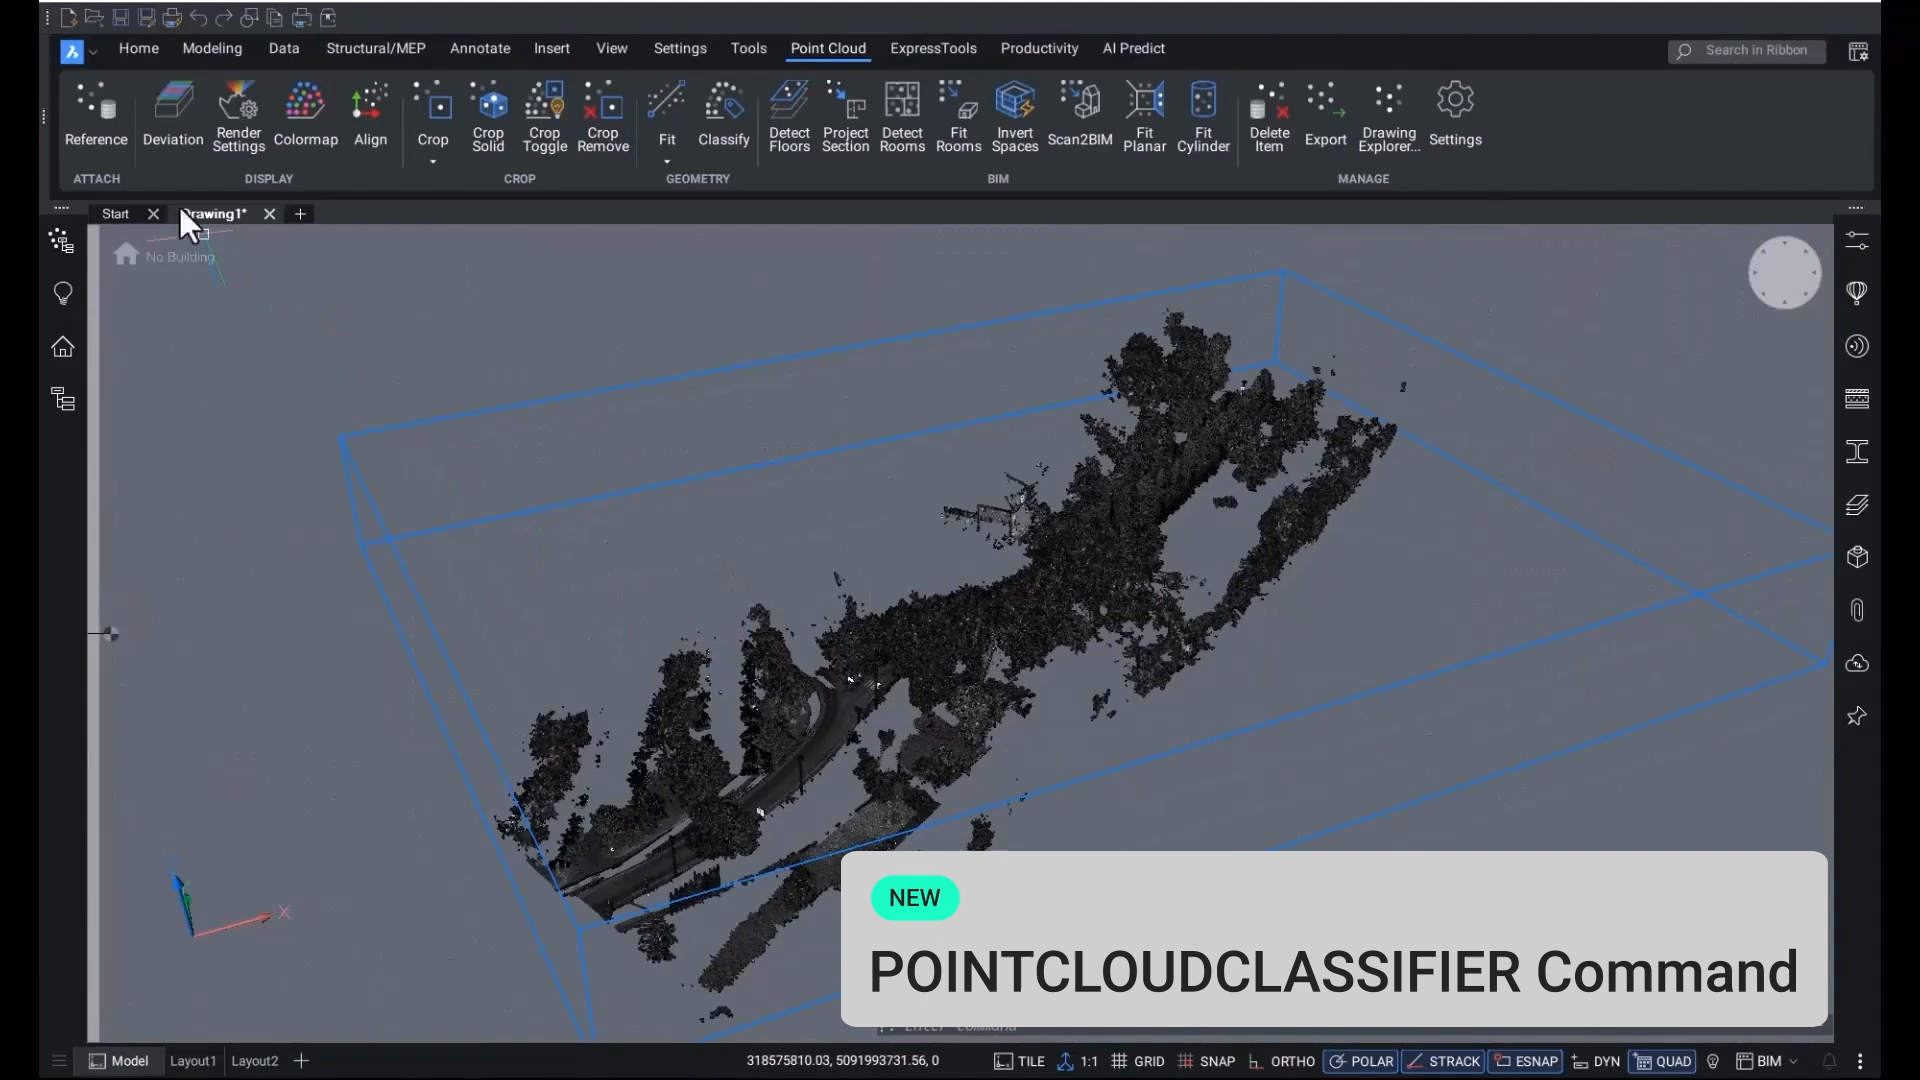 Home Modeling Data Structural/MEP Annotate Insert View Settings Tools Point Cloud ExpressTools Productivity AI Predict Search in Ribbon
Reference
Deviation
Render Settings
Colormap
Align
Crop
Crop Solid
Crop Toggle
Crop Remove
Fit
Classify
Detect Floors
Project Section
Detect Rooms
Fit Rooms
Invert Spaces
Scan2BIM
Fit Planar
Fit Cylinder
Delete Item
Export
Drawing Explorer...
Settings
ATTACH DISPLAY CROP GEOMETRY BIM MANAGE
Start rawing1*
No Building
X
NEW
POINTCLOUDCLASSIFIER Command
Model Layout1 Layout2 318575810.03, 5091993731.56, 0 TILE 1:1 GRID SNAP ORTHO POLAR STRACK ESNAP DYN QUAD BIM